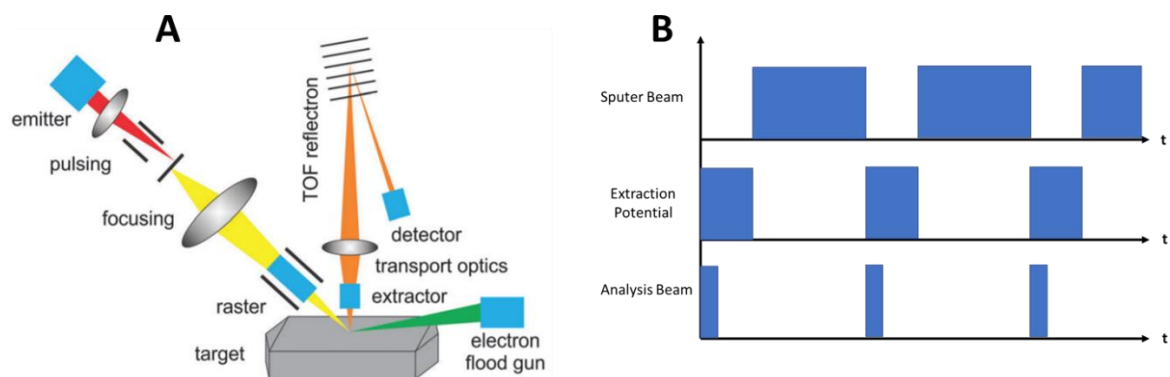 A
emitter
pulsing
focusing
raster
target
TOF reflectron
detector
transport optics
extractor
electron
flood gun
B
Sputer Beam
t
Extraction
Potential
t
Analysis Beam
t